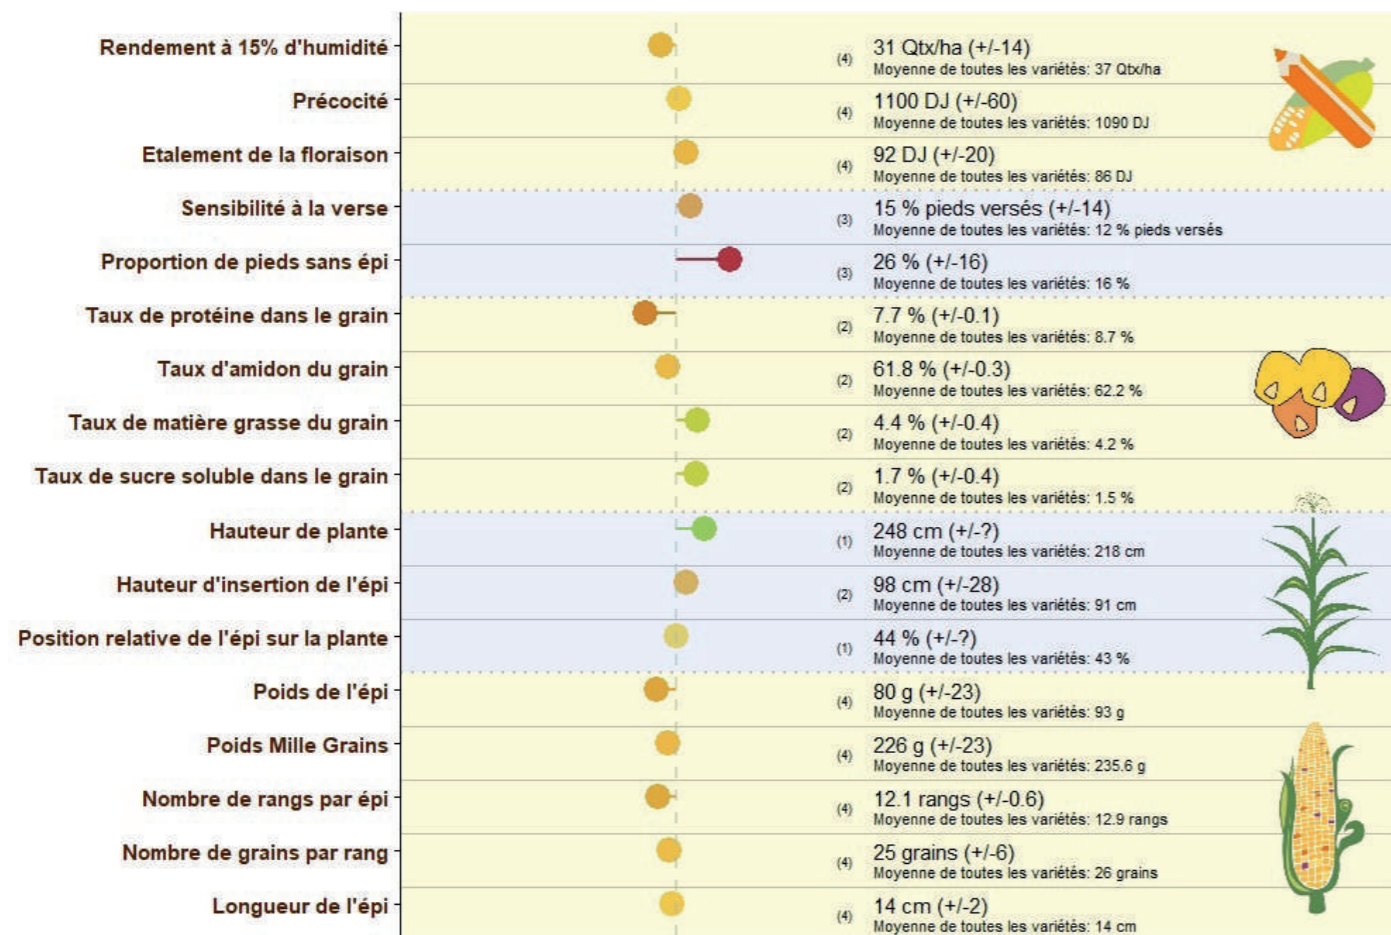 Rendement à 15% d'humidité
(4)
31 Qtx/ha (+/-14)
Moyenne de toutes les variétés: 37 Qtx/ha
Précocité
(4)
1100 DJ (+/-60)
Moyenne de toutes les variétés: 1090 DJ
Etalement de la floraison
(4)
92 DJ (+/-20)
Moyenne de toutes les variétés: 86 DJ
Sensibilité à la verse
(3)
15 % pieds versés (+/-14)
Moyenne de toutes les variétés: 12 % pieds versés
Proportion de pieds sans épi
(3)
26 % (+/-16)
Moyenne de toutes les variétés: 16 %
Taux de protéine dans le grain
(2)
7.7 % (+/-0.1)
Moyenne de toutes les variétés: 8.7 %
Taux d'amidon du grain
(2)
61.8 % (+/-0.3)
Moyenne de toutes les variétés: 62.2 %
Taux de matière grasse du grain
(2)
4.4 % (+/-0.4)
Moyenne de toutes les variétés: 4.2 %
Taux de sucre soluble dans le grain
(2)
1.7 % (+/-0.4)
Moyenne de toutes les variétés: 1.5 %
Hauteur de plante
(1)
248 cm (+/-?)
Moyenne de toutes les variétés: 218 cm
Hauteur d'insertion de l'épi
(2)
98 cm (+/-28)
Moyenne de toutes les variétés: 91 cm
Position relative de l'épi sur la plante
(1)
44 % (+/-?)
Moyenne de toutes les variétés: 43 %
Poids de l'épi
(4)
80 g (+/-23)
Moyenne de toutes les variétés: 93 g
Poids Mille Grains
(4)
226 g (+/-23)
Moyenne de toutes les variétés: 235.6 g
Nombre de rangs par épi
(4)
12.1 rangs (+/-0.6)
Moyenne de toutes les variétés: 12.9 rangs
Nombre de grains par rang
(4)
25 grains (+/-6)
Moyenne de toutes les variétés: 26 grains
Longueur de l'épi
(4)
14 cm (+/-2)
Moyenne de toutes les variétés: 14 cm